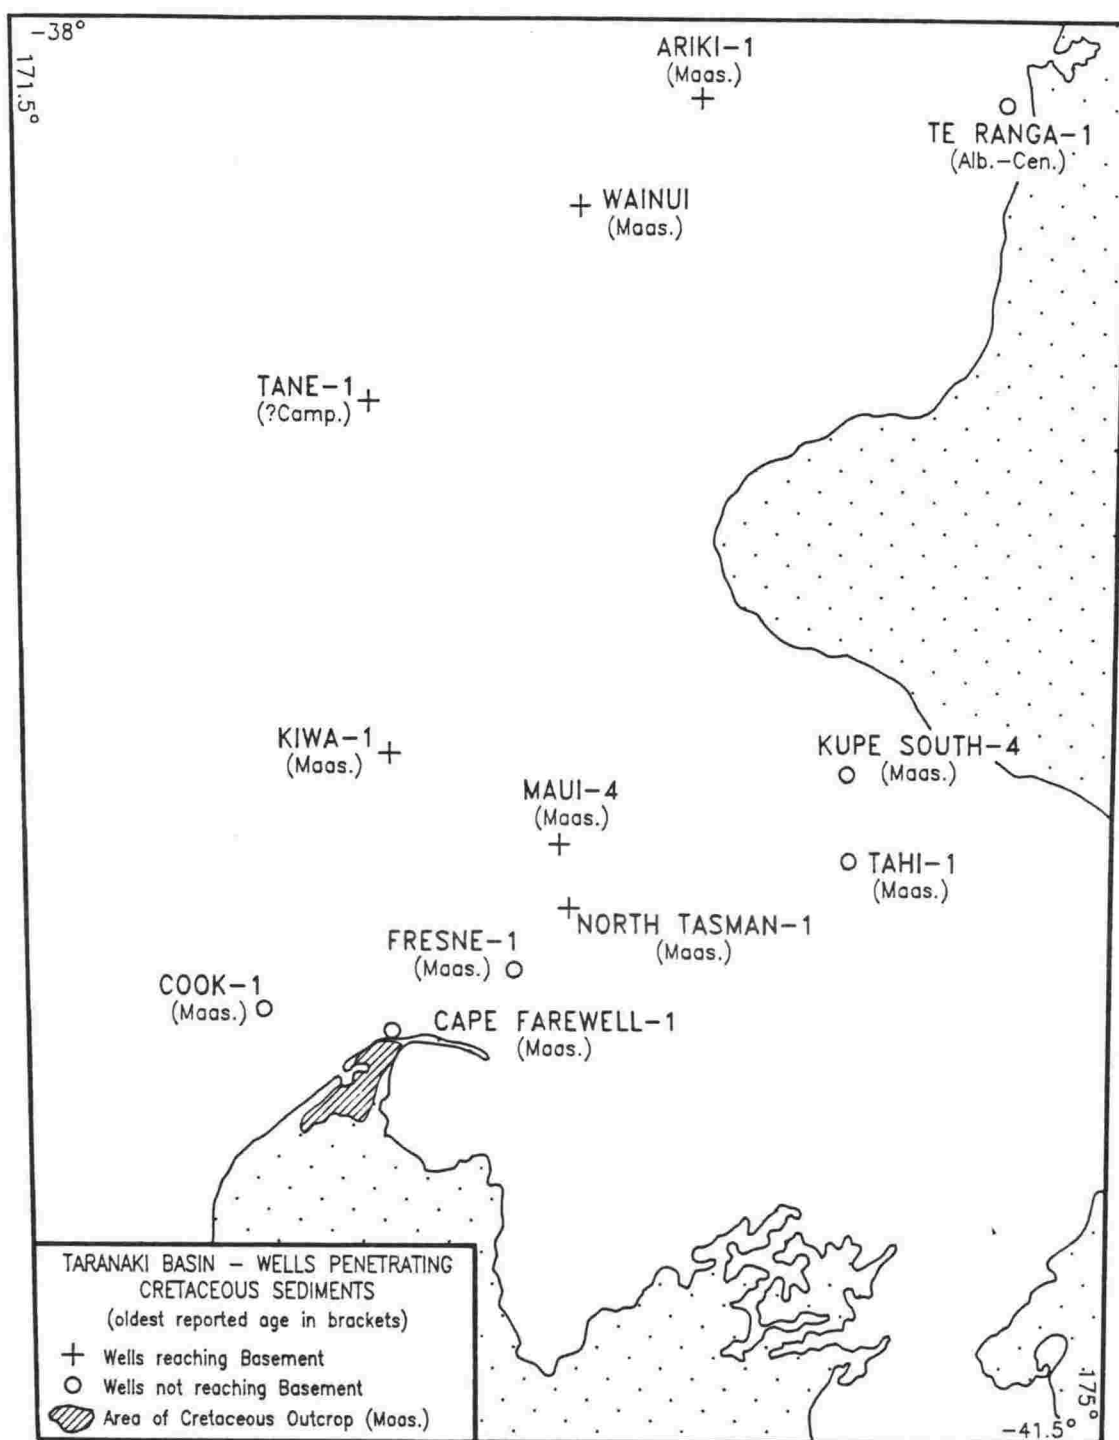 -38°
171.5°
ARIKI-1
(Maas.)
TE RANGA-1
(Alb.-Cen.)
WAINUI
(Maas.)
TANE-1
(?Camp.)
KIWA-1
(Maas.)
KUPE SOUTH-4
(Maas.)
MAUI-4
(Maas.)
TAHI-1
(Maas.)
NORTH TASMAN-1
(Maas.)
FRESNE-1
(Maas.)
COOK-1
(Maas.)
CAPE FAREWELL-1
(Maas.)
TARANAKI BASIN - WELLS PENETRATING
CRETACEOUS SEDIMENTS
(oldest reported age in brackets)
Wells reaching Basement
Wells not reaching Basement
Area of Cretaceous Outcrop (Maas.)
175°
-41.5°